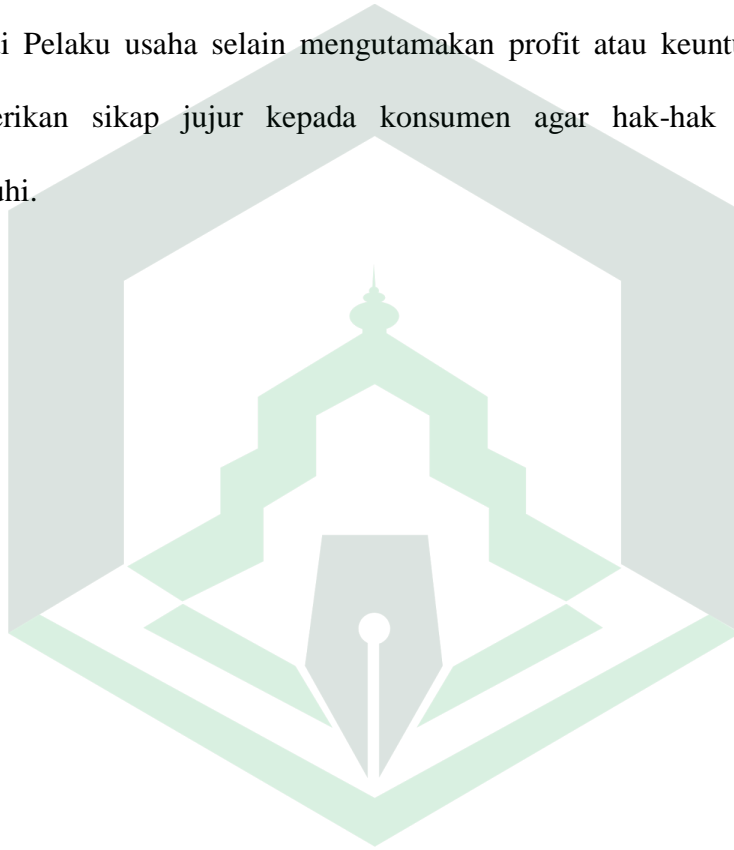 i Pelaku usaha selain mengutamakan profit atau keuntu
erikan sikap jujur kepada konsumen agar hak-hak
uhi.